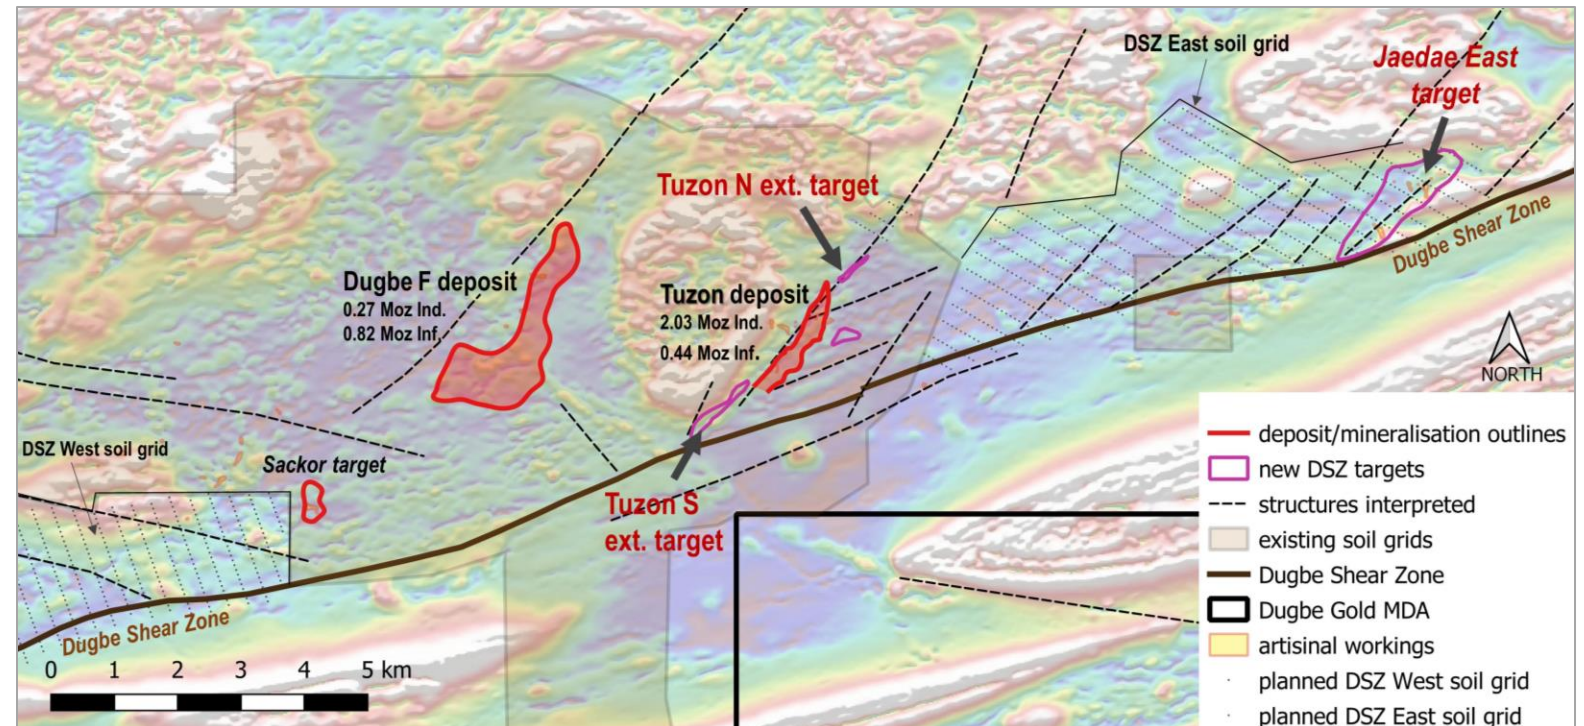 DSZ East soil grid
Jaedae East
target
Tuzon N ext. target
Dugbe Shear Zone
Dugbe F deposit
0.27 Moz Ind.
0.82 Moz Inf.
Tuzon deposit
2.03 Moz Ind.
0.44 Moz Inf.
NORTH
DSZ West soil grid
Sackor target
Tuzon S
ext. target
Dugbe Shear Zone
0 1 2 3 4 5 km
deposit/mineralisation outlines
new DSZ targets
structures interpreted
existing soil grids
Dugbe Shear Zone
Dugbe Gold MDA
artisinal workings
planned DSZ West soil grid
planned DSZ East soil grid